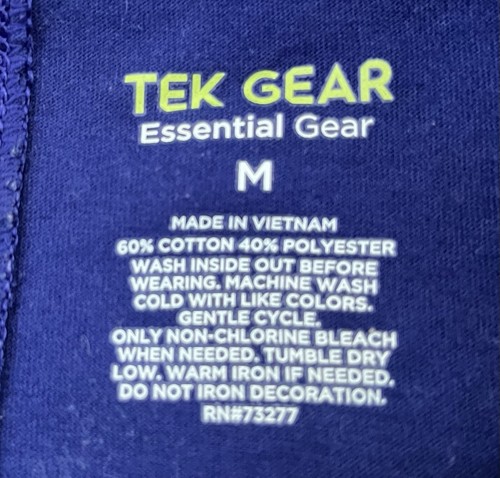 TEK GEAR
Essential Gear
M
MADE IN VIETNAM
60% COTTON 40% POLYESTER
WASH INSIDE OUT BEFORE
WEARING. MACHINE WASH
COLD WITH LIKE COLORS.
GENTLE CYCLE.
ONLY NON-CHLORINE BLEACH
WHEN NEEDED. TUMBLE DRY
LOW. WARM IRON IF NEEDED.
DO NOT IRON DECORATION.
RN#73277